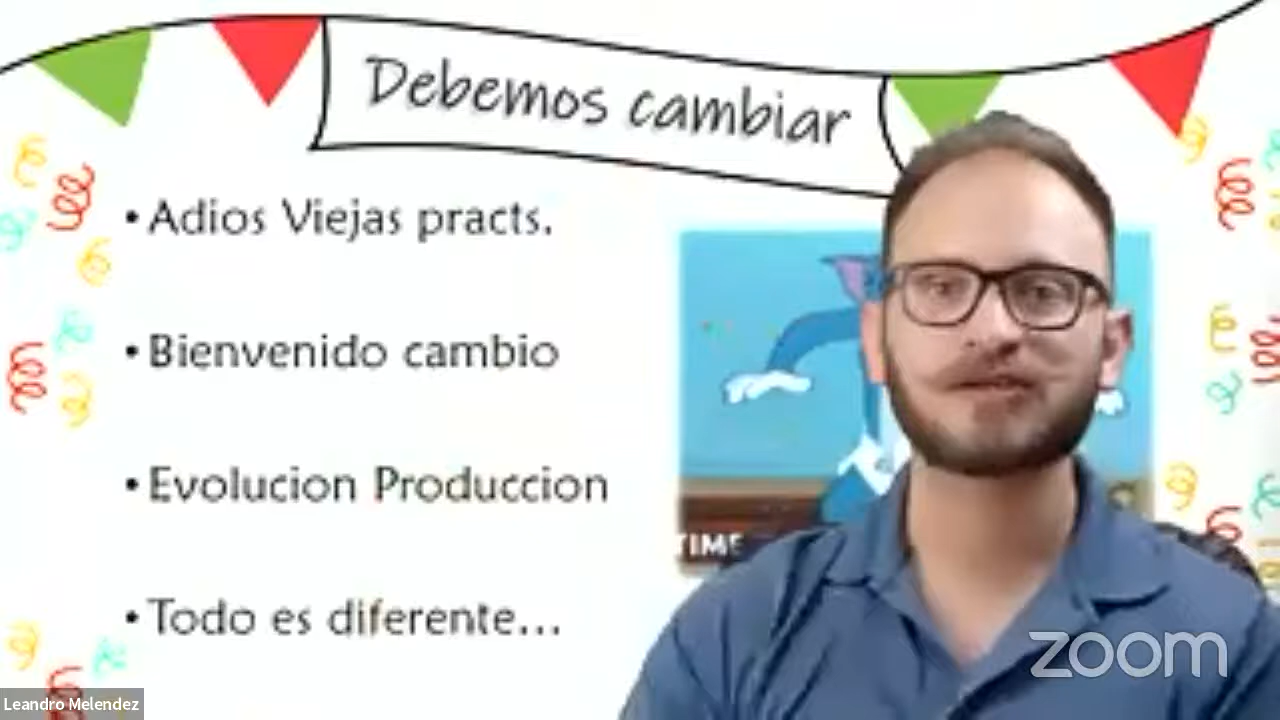 Debemos cambiar
• Adios Viejas practs.
• Bienvenido cambio
• Evolucion Produccion
TIME
• Todo es diferente...
zoom
Leandro Melendez